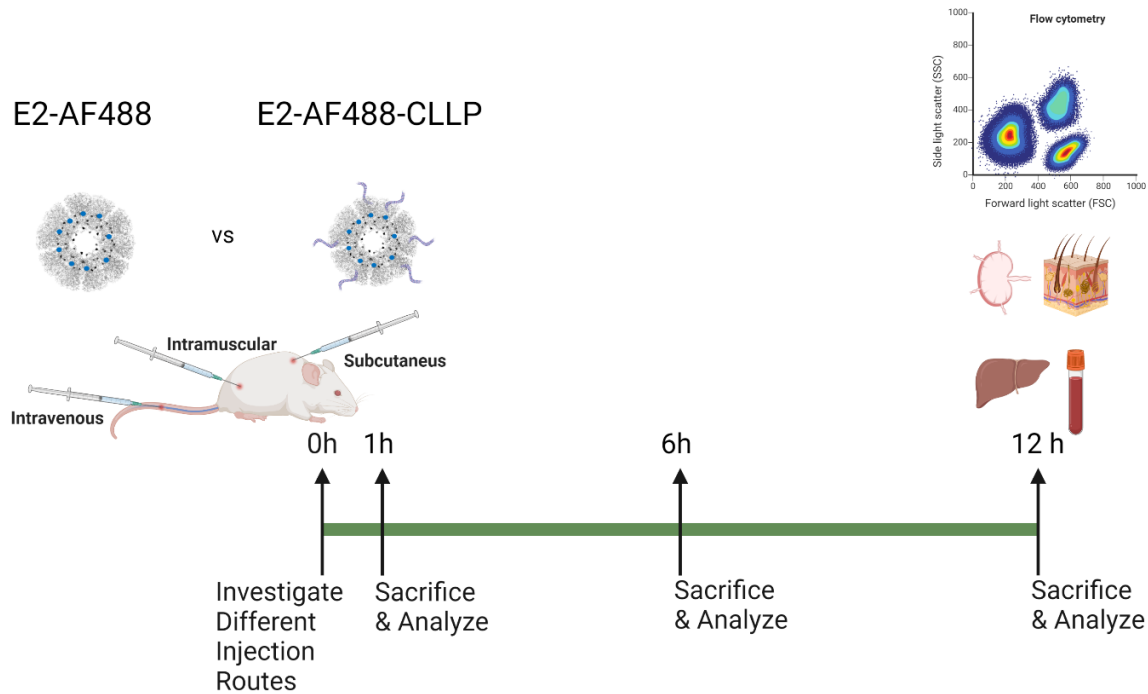 Flow cytometry
1000
800
600
400
200
0
Side light scatter (SSC)
0 200 400 600 800 1000
Forward light scatter (FSC)
E2-AF488
E2-AF488-CLLP
vs
Intramuscular
Subcutaneus
Intravenous
0h
1h
6h
12 h
Investigate
Different
Injection
Routes
Sacrifice
& Analyze
Sacrifice
& Analyze
Sacrifice
& Analyze